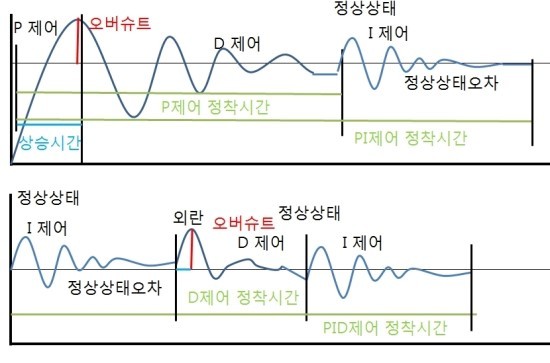 정상상태
P 제어
오버슈트
D 제어
I 제어
정상상태오차
P제어 정착시간
상승시간
PI제어 정착시간
정상상태
I 제어
외란
오버슈트
정상상태
D 제어
I 제어
정상상태오차
D제어 정착시간
PID제어 정착시간